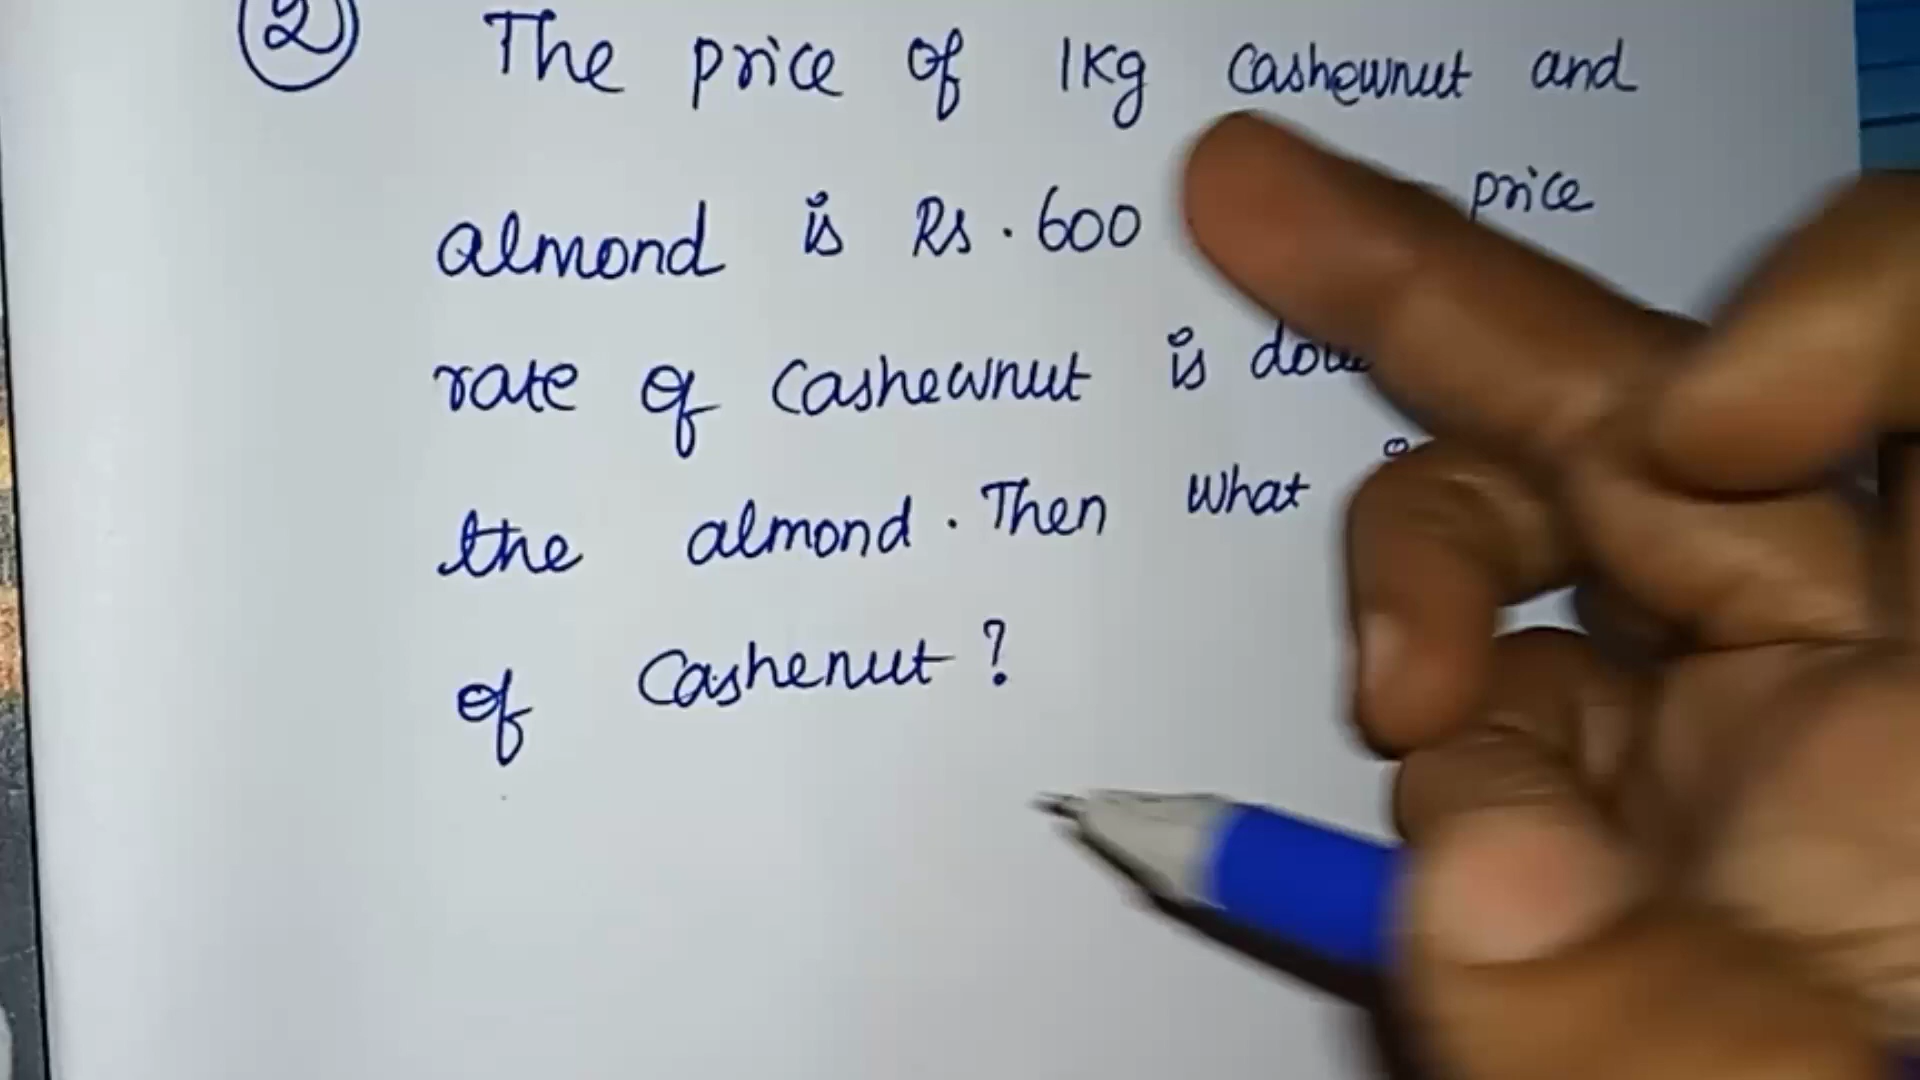 2
The price of 1Kg Cashewnut and
almond is Rs. 600 price
rate of Cashewnut is
the almond. Then what
of Cashenut?